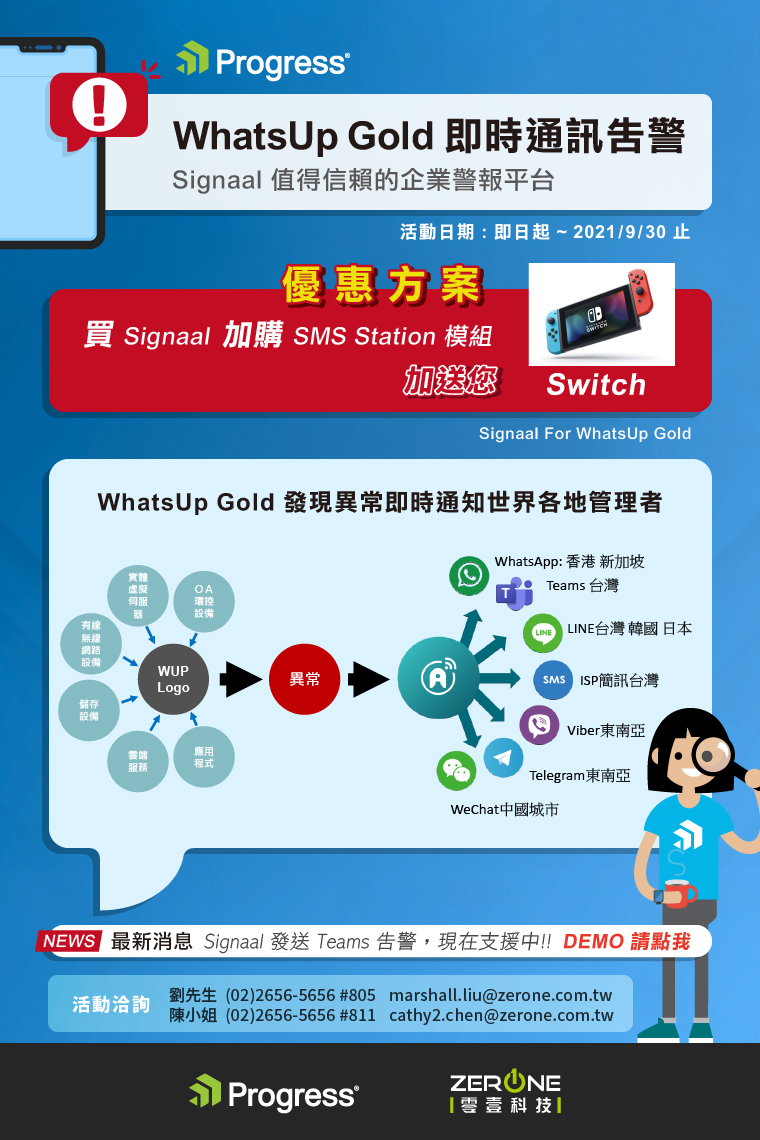 Progress®
WhatsUp Gold 即時通訊告警
Signaal 值得信賴的企業警報平台
活動日期：即日起 ~ 2021/9/30 止
優惠方案
買 Signaal 加購 SMS Station 模組
加送您 Switch
Signaal For WhatsUp Gold
WhatsUp Gold 發現異常即時通知世界各地管理者
實體
虛擬
伺服
器
OA
環控
設備
有線
無線
網路
設備
儲存
設備
雲端
服務
應用
程式
WUP
Logo
異常
WhatsApp: 香港 新加坡
Teams 台灣
LINE
LINE台灣 韓國 日本
SMS
ISP簡訊台灣
Viber東南亞
Telegram東南亞
WeChat中國城市
NEWS 最新消息 Signaal 發送 Teams 告警，現在支援中!! DEMO 請點我
活動洽詢
劉先生 (02)2656-5656 #805 marshall.liu@zerone.com.tw
陳小姐 (02)2656-5656 #811 cathy2.chen@zerone.com.tw
Progress®
ZERONE
零壹科技